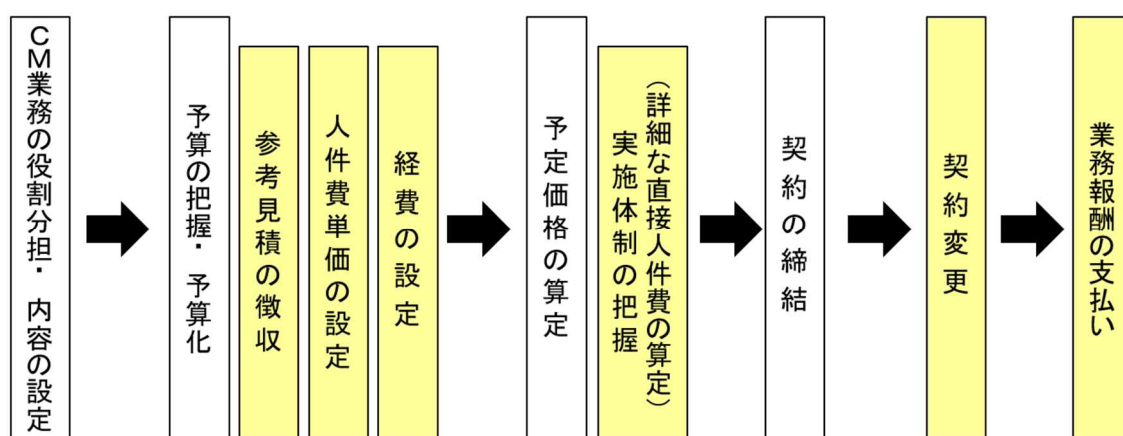 CM業務の役割分担・ 内容の設定
予算の把握・ 予算化
参考見積の徴収
人件費単価の設定
経費の設定
予定価格の算定
実施体制の把握
（詳細な直接人件費の算定）
契約の締結
契約変更
業務報酬の支払い